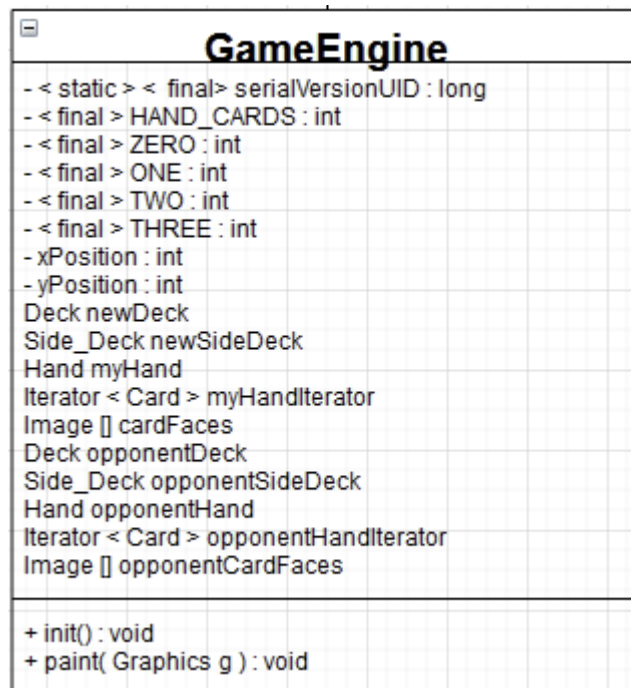 GameEngine
- < static > < final> serialVersionUID : long
- < final > HAND_CARDS : int
- < final > ZERO : int
- < final > ONE : int
- < final > TWO : int
- < final > THREE : int
- xPosition : int
- yPosition : int
Deck newDeck
Side_Deck newSideDeck
Hand myHand
Iterator < Card > myHandIterator
Image [] cardFaces
Deck opponentDeck
Side_Deck opponentSideDeck
Hand opponentHand
Iterator < Card > opponentHandIterator
Image [] opponentCardFaces
+ init() : void
+ paint( Graphics g ) : void